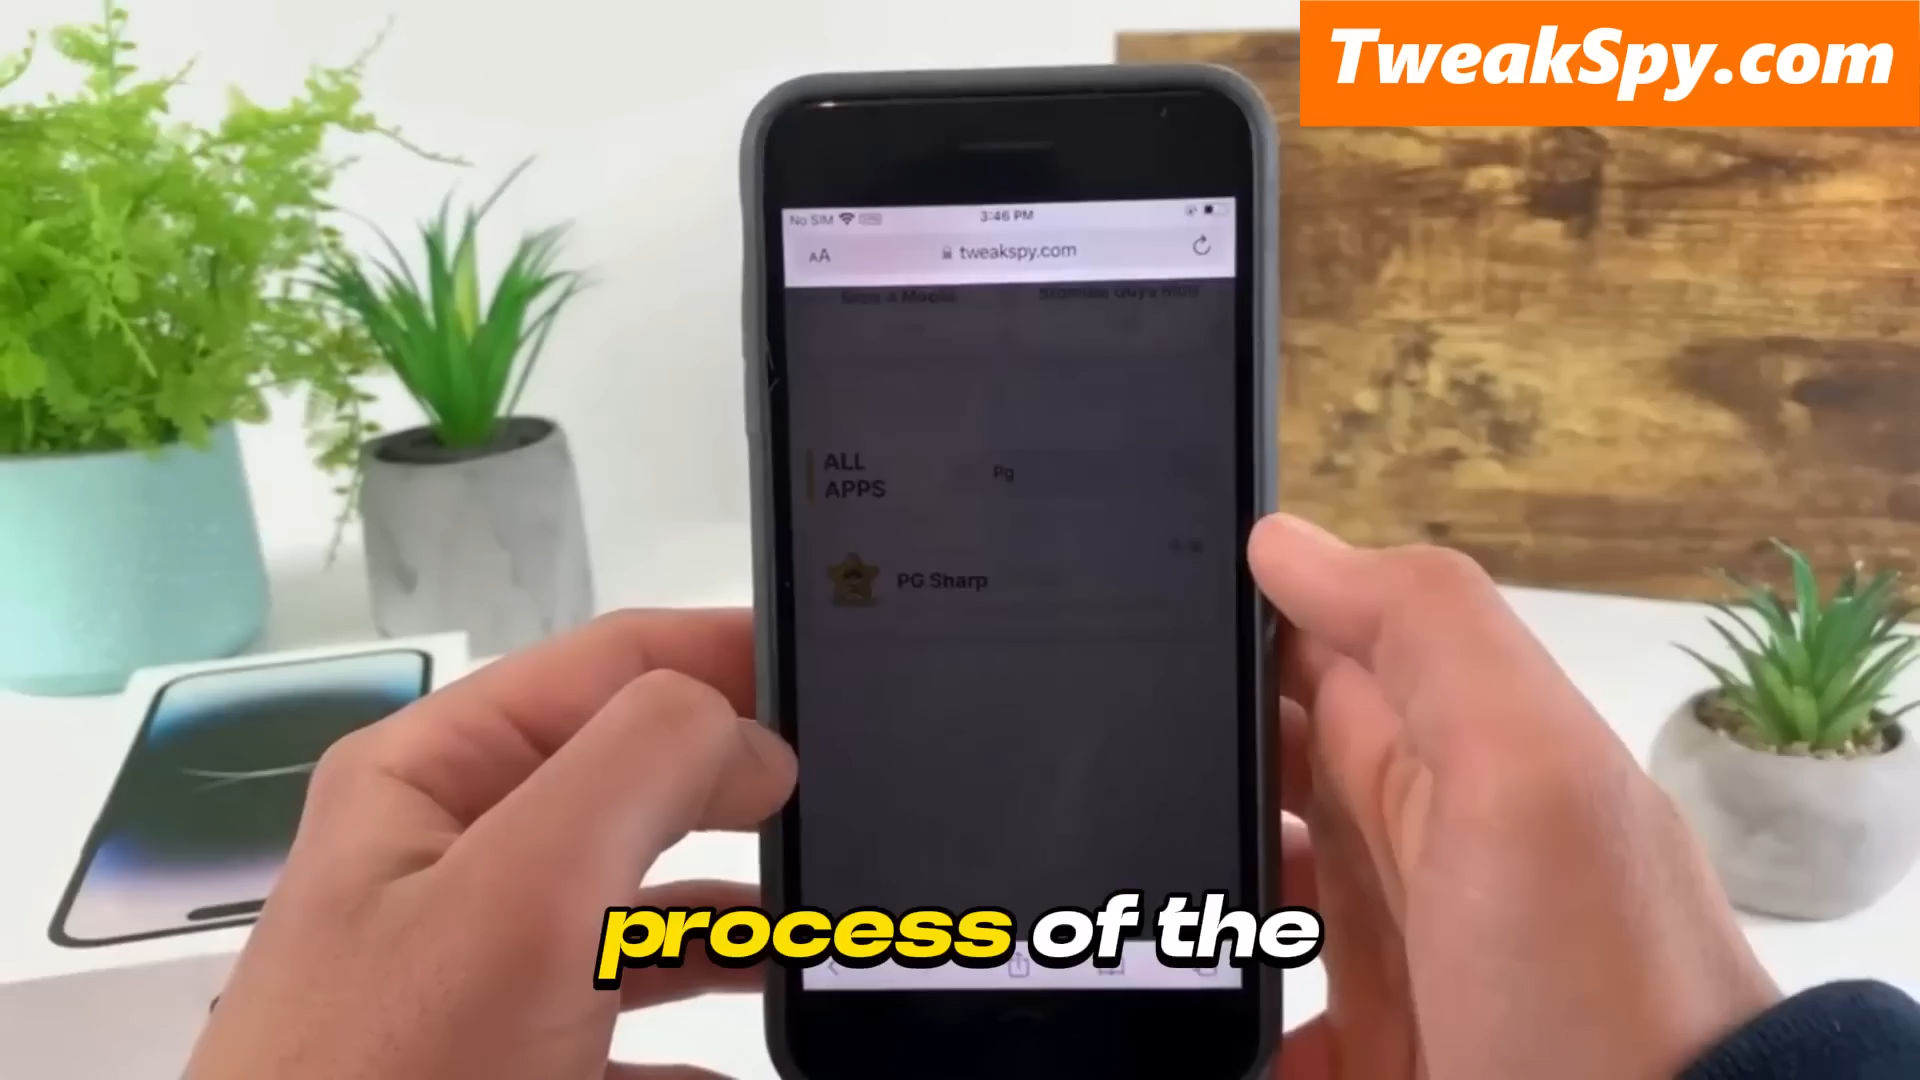 TweakSpy.com
No SIM
3:46 PM
AA
tweakspy.com
ALL
APPS
Pg
PG Sharp
process of the